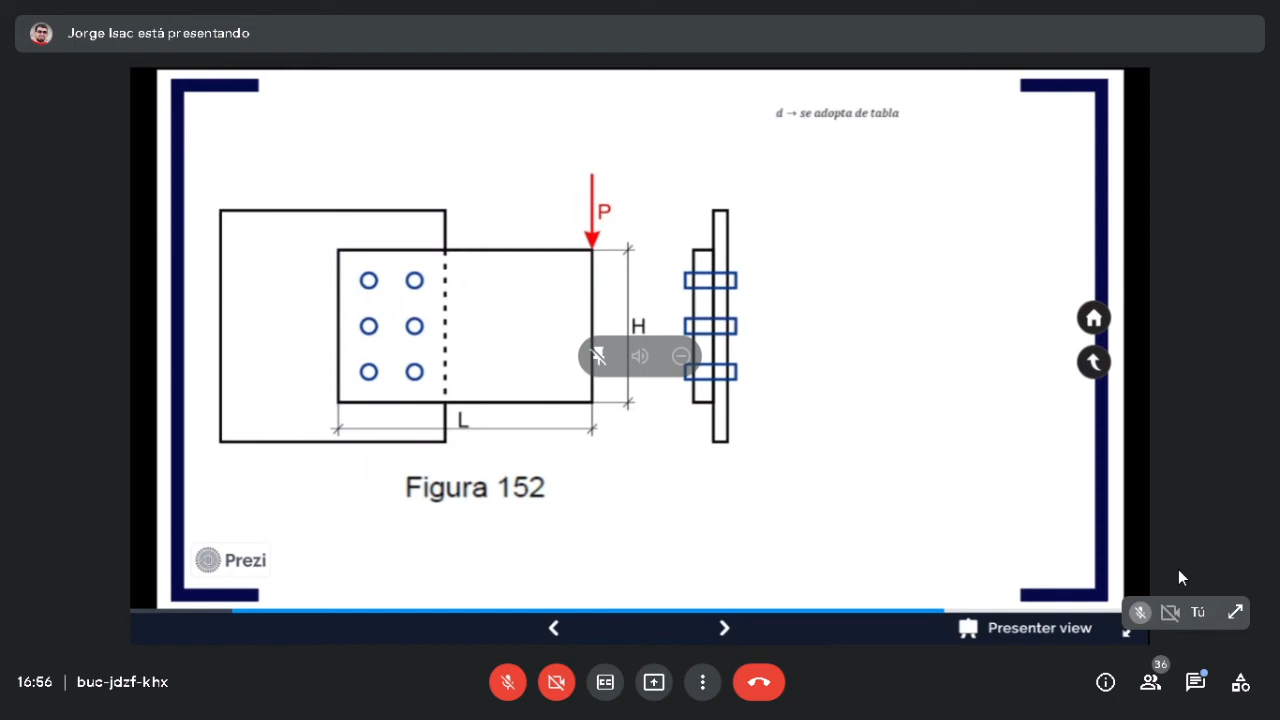 Jorge Isac está presentando
d → se adopta de tabla
P
H
L
Figura 152
Prezi
Tú
Presenter view
16:56 | buc-jdzf-khx
CC
36